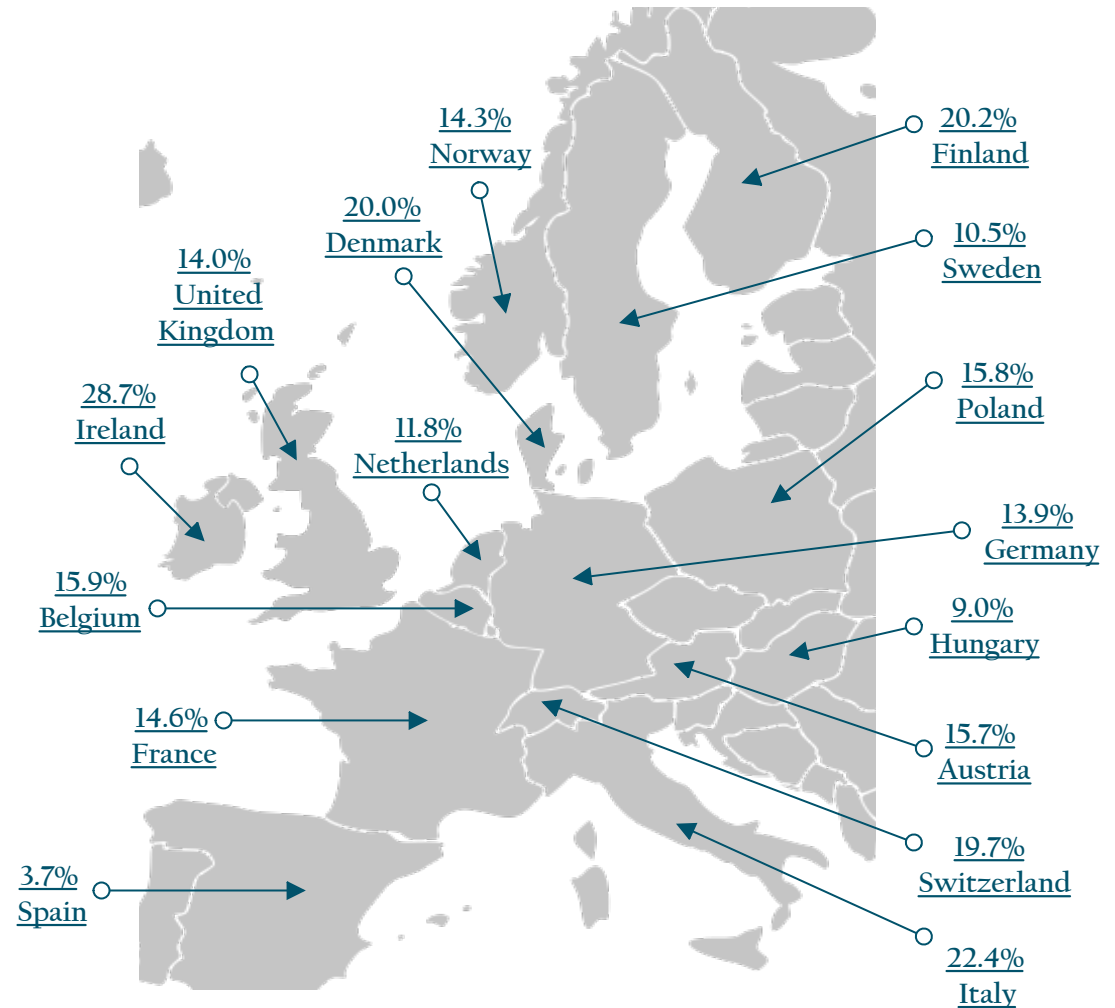 14.3%
Norway
20.2%
Finland
20.0%
Denmark
10.5%
Sweden
14.0%
United
Kingdom
15.8%
Poland
28.7%
Ireland
11.8%
Netherlands
13.9%
Germany
15.9%
Belgium
9.0%
Hungary
14.6%
France
15.7%
Austria
19.7%
Switzerland
3.7%
Spain
22.4%
Italy